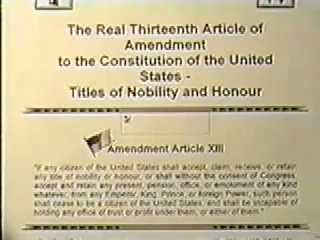 The Real Thirteenth Article of
Amendment
to the Constitution of the United
States -
Titles of Nobility and Honour
Amendment Article XIII
"If any citizen of the United States shall accept, claim, receive, or retain
any title of nobility or honour, or shall without the consent of Congress,
accept and retain any present, pension, office, or emolument of any kind
whatever, from any Emperor, King, Prince, or foreign Power, such person
shall cease to be a citizen of the United States, and shall be incapable of
holding any office of trust or profit under them, or either of them."